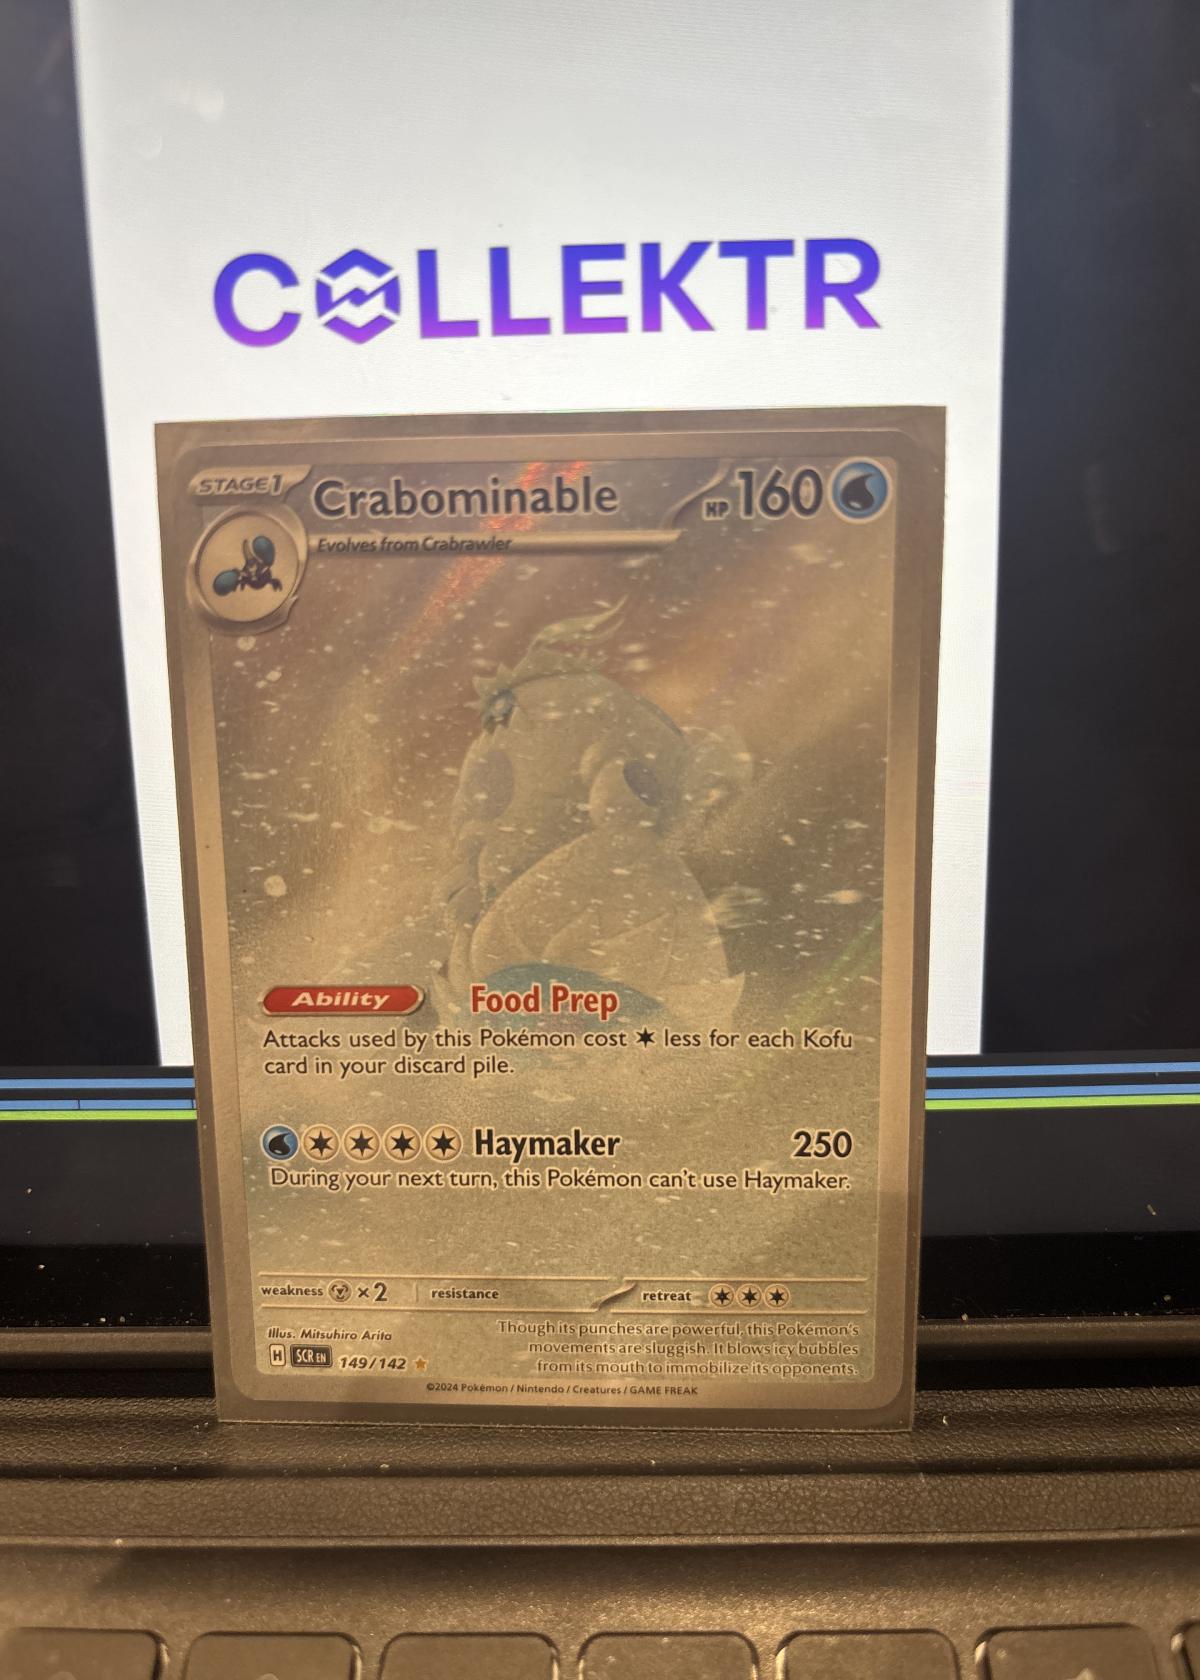 COLLEKTR
STAGE 1
Crabominable
HP 160
Evolves from Crabrawler
Ability Food Prep
Attacks used by this Pokémon cost ✶ less for each Kofu
card in your discard pile.
Haymaker 250
During your next turn, this Pokémon can't use Haymaker.
weakness ×2 resistance retreat
Illus. Mitsuhiro Arita
H SCR EN 149/142
Though its punches are powerful, this Pokémon's
movements are sluggish. It blows icy bubbles
from its mouth to immobilize its opponents.
©2024 Pokémon / Nintendo / Creatures / GAME FREAK